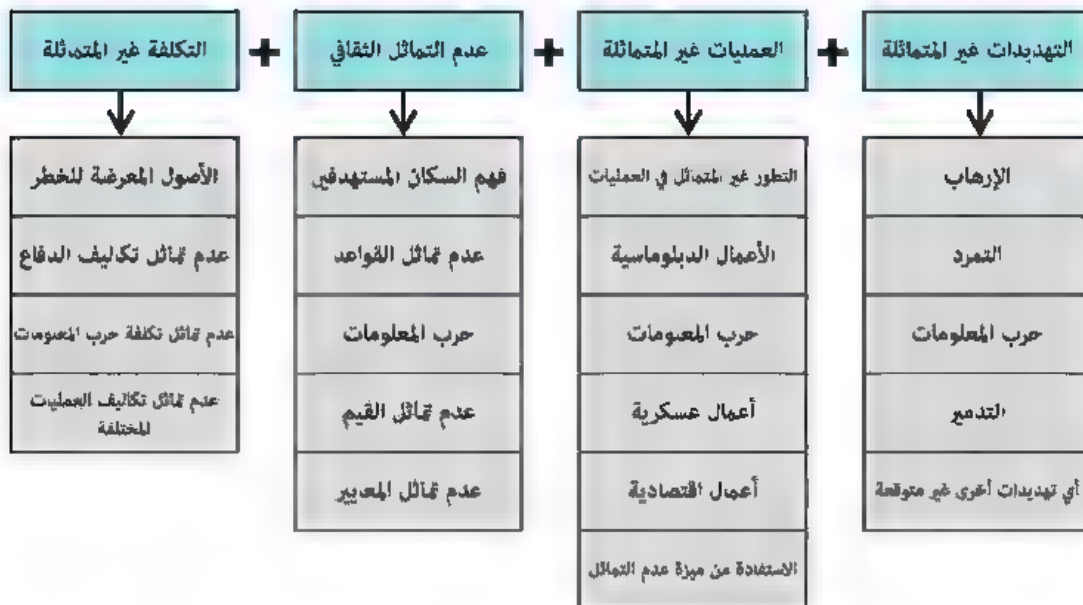 التهديدات غير المتماثلة
+
العمليات غير المتماثلة
+
عدم التماثل الثقافي
+
التكلفة غير المتماثلة
الإرهاب
التمرد
حرب المعلومات
التدمير
أي تهديدات أخرى غير متوقعة
التطور غير المتماثل في العمليات
الأعمال الدبلوماسية
حرب المعلومات
أعمال عسكرية
أعمال اقتصادية
الاستفادة من ميزة عدم التماثل
فهم السكان المستهدفين
عدم تماثل القواعد
حرب المعلومات
عدم تماثل القيم
عدم تماثل المعايير
الأصول المعرضة للخطر
عدم تماثل تكاليف الدفاع
عدم تماثل تكلفة حرب المعلومات
عدم تماثل تكاليف العمليات
المختلفة